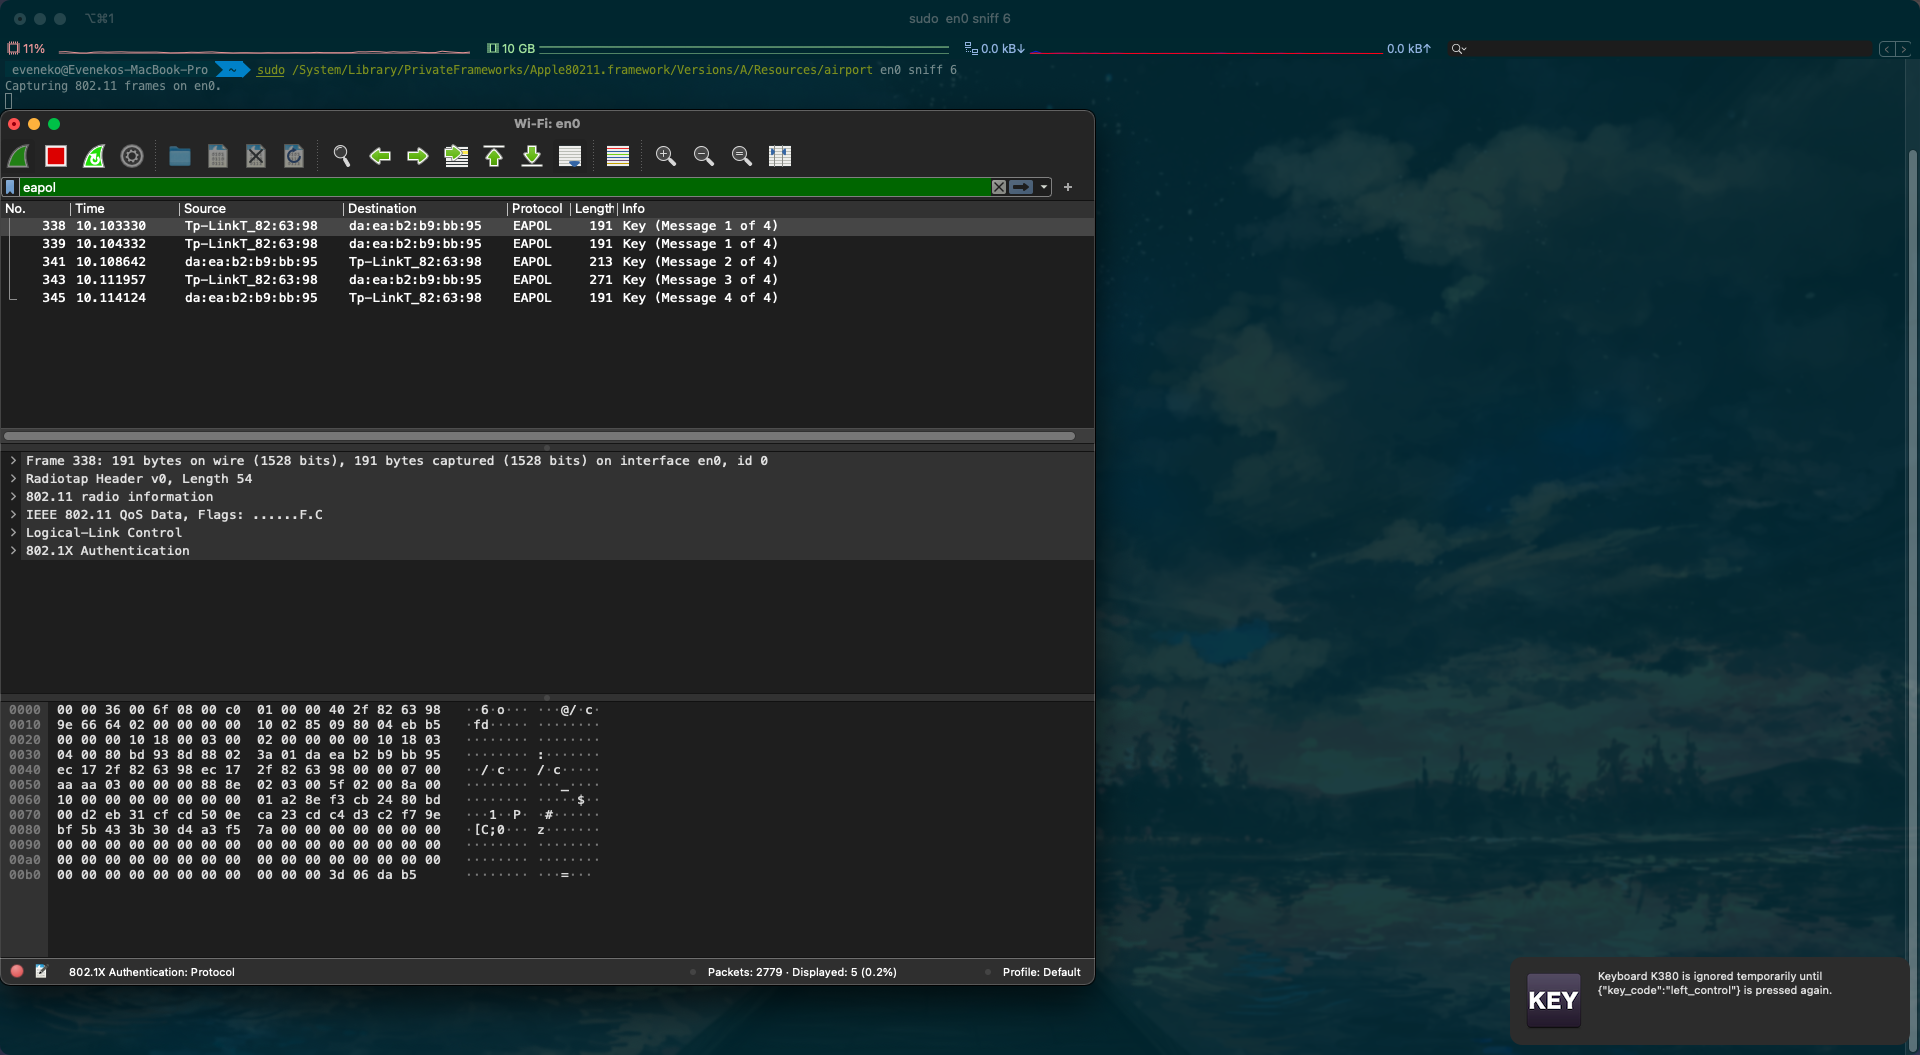 ⌥⌘1
sudo en0 sniff 6
11%
10 GB
0.0 kB↓
0.0 kB↑
eveneko@Evenekos-MacBook-Pro ~ sudo /System/Library/PrivateFrameworks/Apple80211.framework/Versions/A/Resources/airport en0 sniff 6
Capturing 802.11 frames on en0.
Wi-Fi: en0
eapol
No. Time Source Destination Protocol Length Info
338 10.103330 Tp-LinkT_82:63:98 da:ea:b2:b9:bb:95 EAPOL 191 Key (Message 1 of 4)
339 10.104332 Tp-LinkT_82:63:98 da:ea:b2:b9:bb:95 EAPOL 191 Key (Message 1 of 4)
341 10.108642 da:ea:b2:b9:bb:95 Tp-LinkT_82:63:98 EAPOL 213 Key (Message 2 of 4)
343 10.111957 Tp-LinkT_82:63:98 da:ea:b2:b9:bb:95 EAPOL 271 Key (Message 3 of 4)
345 10.114124 da:ea:b2:b9:bb:95 Tp-LinkT_82:63:98 EAPOL 191 Key (Message 4 of 4)
> Frame 338: 191 bytes on wire (1528 bits), 191 bytes captured (1528 bits) on interface en0, id 0
> Radiotap Header v0, Length 54
> 802.11 radio information
> IEEE 802.11 QoS Data, Flags: ......F.C
> Logical-Link Control
> 802.1X Authentication
0000 00 00 36 00 6f 08 00 c0 01 00 00 40 2f 82 63 98 ··6·o··· ···@/·c·
0010 9e 66 64 02 00 00 00 00 10 02 85 09 80 04 eb b5 ·fd····· ········
0020 00 00 00 10 18 00 03 00 02 00 00 00 00 10 18 03 ········ ········
0030 04 00 80 bd 93 8d 88 02 3a 01 da ea b2 b9 bb 95 ········ :·······
0040 ec 17 2f 82 63 98 ec 17 2f 82 63 98 00 00 07 00 ··/·c··· /·c·····
0050 aa aa 03 00 00 00 88 8e 02 03 00 5f 02 00 8a 00 ········ ···_····
0060 10 00 00 00 00 00 00 00 01 a2 8e f3 cb 24 80 bd ········ ·····$··
0070 00 d2 eb 31 cf cd 50 0e ca 23 cd c4 d3 c2 f7 9e ···1··P· ·#······
0080 bf 5b 43 3b 30 d4 a3 f5 7a 00 00 00 00 00 00 00 ·[C;0··· z·······
0090 00 00 00 00 00 00 00 00 00 00 00 00 00 00 00 00 ········ ········
00a0 00 00 00 00 00 00 00 00 00 00 00 00 00 00 00 00 ········ ········
00b0 00 00 00 00 00 00 00 00 00 00 00 3d 06 da b5 ········ ···=···
802.1X Authentication: Protocol
Packets: 2779 · Displayed: 5 (0.2%)
Profile: Default
KEY
Keyboard K380 is ignored temporarily until
{"key_code":"left_control"} is pressed again.